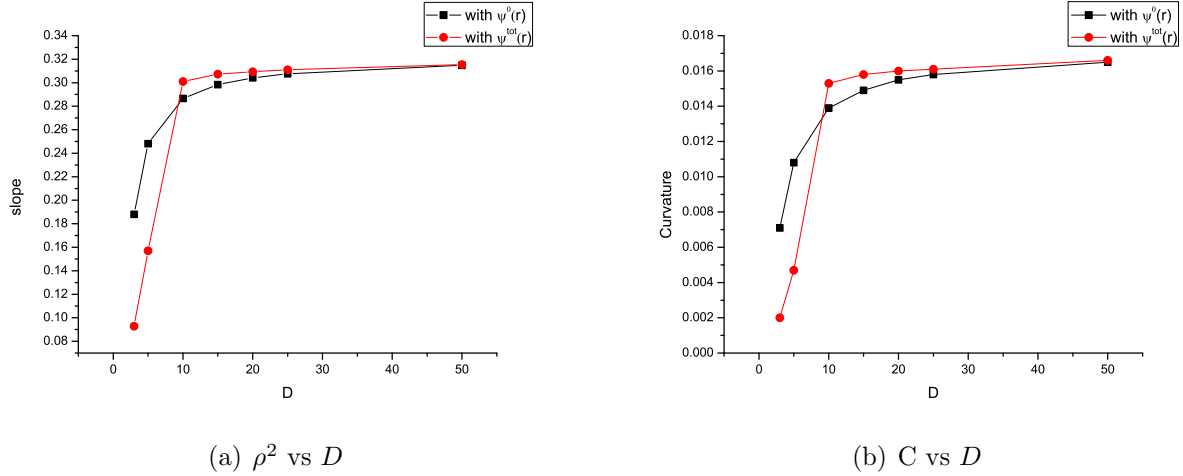 with ψ⁰(r)
with ψᵗᵒᵗ(r)
0.32
0.30
0.28
0.26
0.24
0.22
0.20
0.18
0.16
0.14
0.12
0.10
0.08
slope
0 10 20 30 40 50
D
(a) ρ² vs D
with ψ⁰(r)
with ψᵗᵒᵗ(r)
0.018
0.016
0.014
0.012
0.010
0.008
0.006
0.004
0.002
0.000
Curvature
0 10 20 30 40 50
D
(b) C vs D